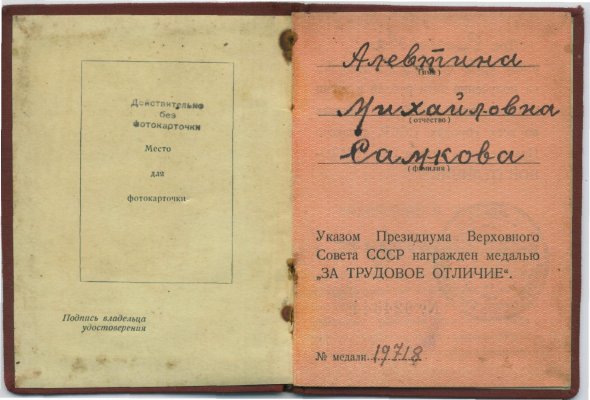 Действительно
без
фотокарточки
Место
для
фотокарточки
Подпись владельца
удостоверения
Алевтина
(имя)
Михайловна
(отчество)
Самкова
(фамилия)
Указом Президиума Верховного
Совета СССР награжден медалью
„ЗА ТРУДОВОЕ ОТЛИЧИЕ“.
№ медали 19718